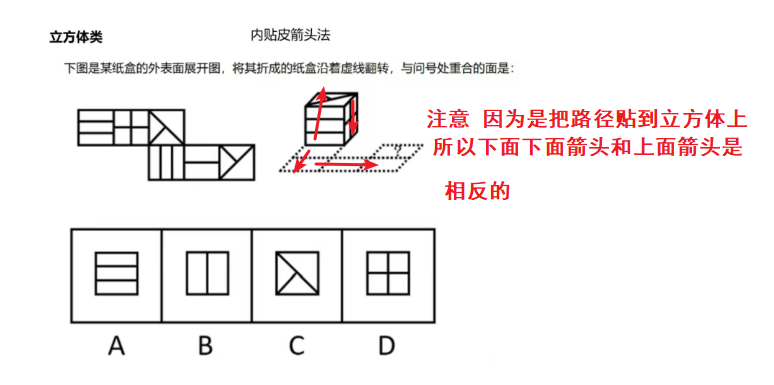 立方体类
内贴皮箭头法
下图是某纸盒的外表面展开图，将其折成的纸盒沿着虚线翻转，与问号处重合的面是：
注意 因为是把路径贴到立方体上
所以下面下面箭头和上面箭头是
相反的
?
A B C D